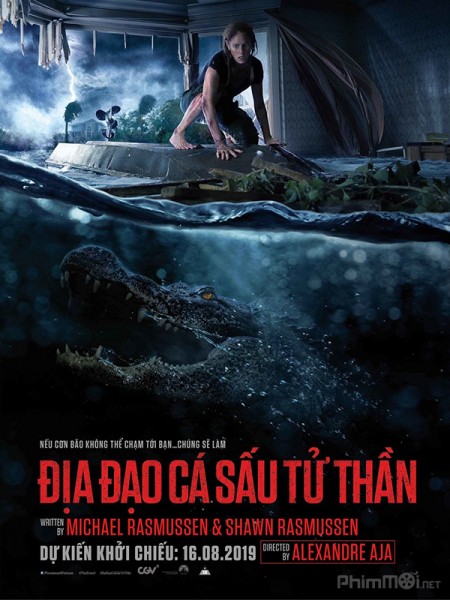 NẾU CƠN BÃO KHÔNG THỂ CHẠM TỚI BẠN...CHÚNG SẼ LÀM
ĐỊA ĐẠO CÁ SẤU TỬ THẦN
WRITTEN BY MICHAEL RASMUSSEN & SHAWN RASMUSSEN
DỰ KIẾN KHỞI CHIẾU: 16.08.2019 DIRECTED BY ALEXANDRE AJA
CGV
PhimMoi.net